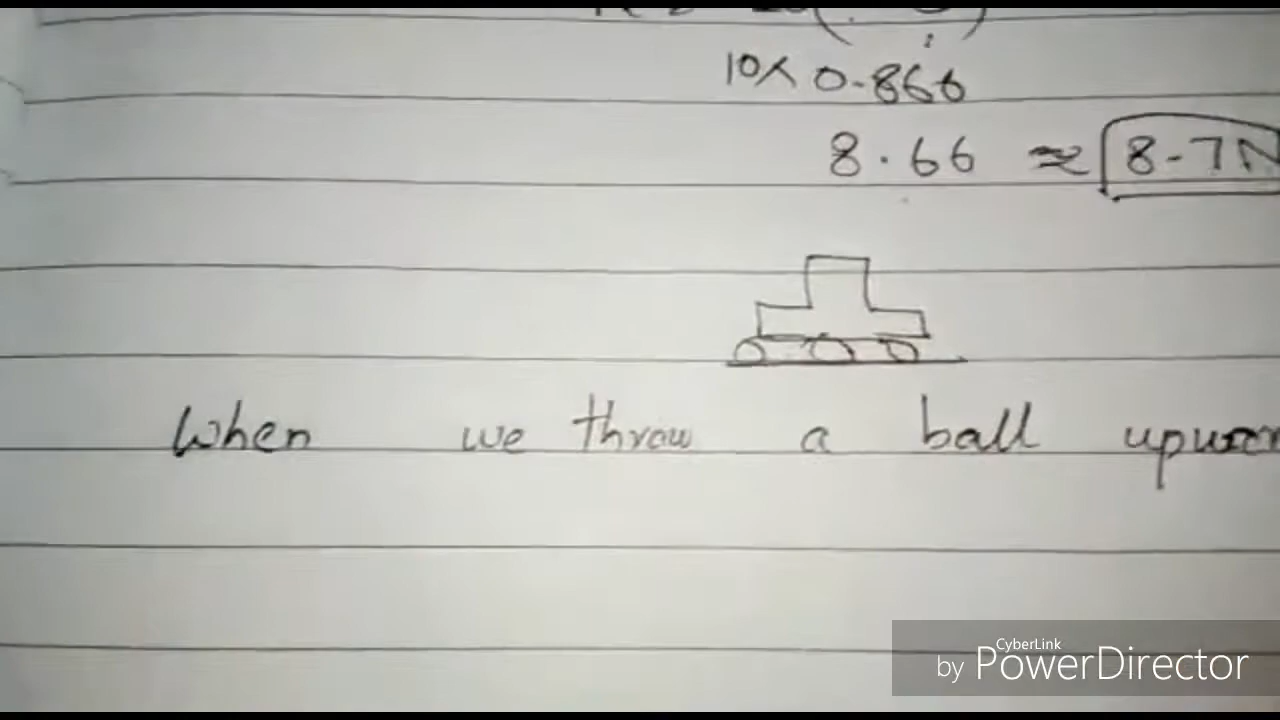 10× 0.866
8.66 ≈ 8.7N
When we throw a ball
CyberLink
by PowerDirector